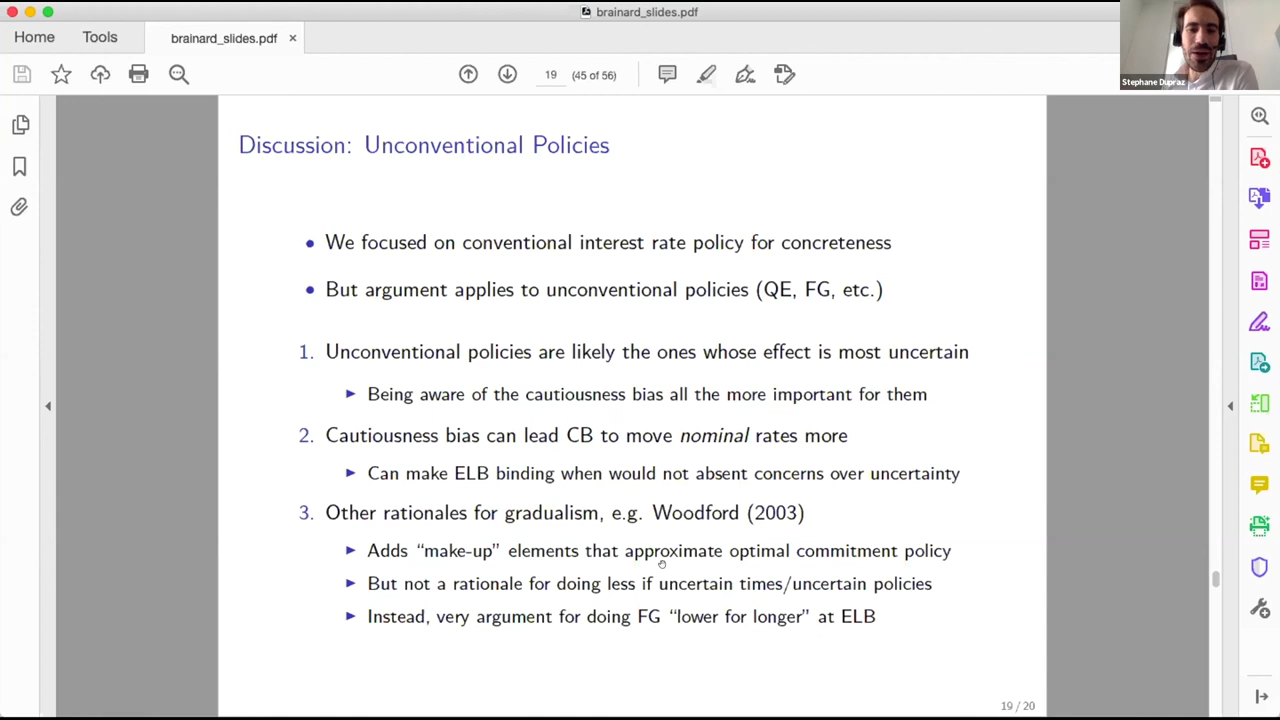 brainard_slides.pdf
Home
Tools
brainard_slides.pdf ×
19 (45 of 56)
Stephane Dupraz
Discussion: Unconventional Policies
• We focused on conventional interest rate policy for concreteness
• But argument applies to unconventional policies (QE, FG, etc.)
1. Unconventional policies are likely the ones whose effect is most uncertain
▶ Being aware of the cautiousness bias all the more important for them
2. Cautiousness bias can lead CB to move nominal rates more
▶ Can make ELB binding when would not absent concerns over uncertainty
3. Other rationales for gradualism, e.g. Woodford (2003)
▶ Adds “make-up” elements that approximate optimal commitment policy
▶ But not a rationale for doing less if uncertain times/uncertain policies
▶ Instead, very argument for doing FG “lower for longer” at ELB
19 / 20